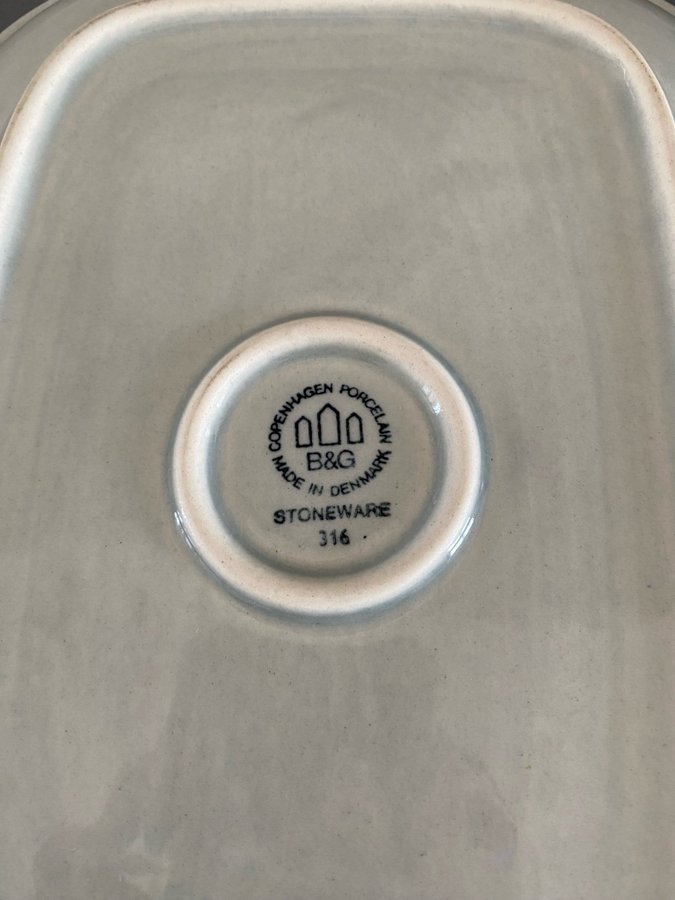 COPENHAGEN PORCELAIN
B&G
MADE IN DENMARK
STONEWARE
316